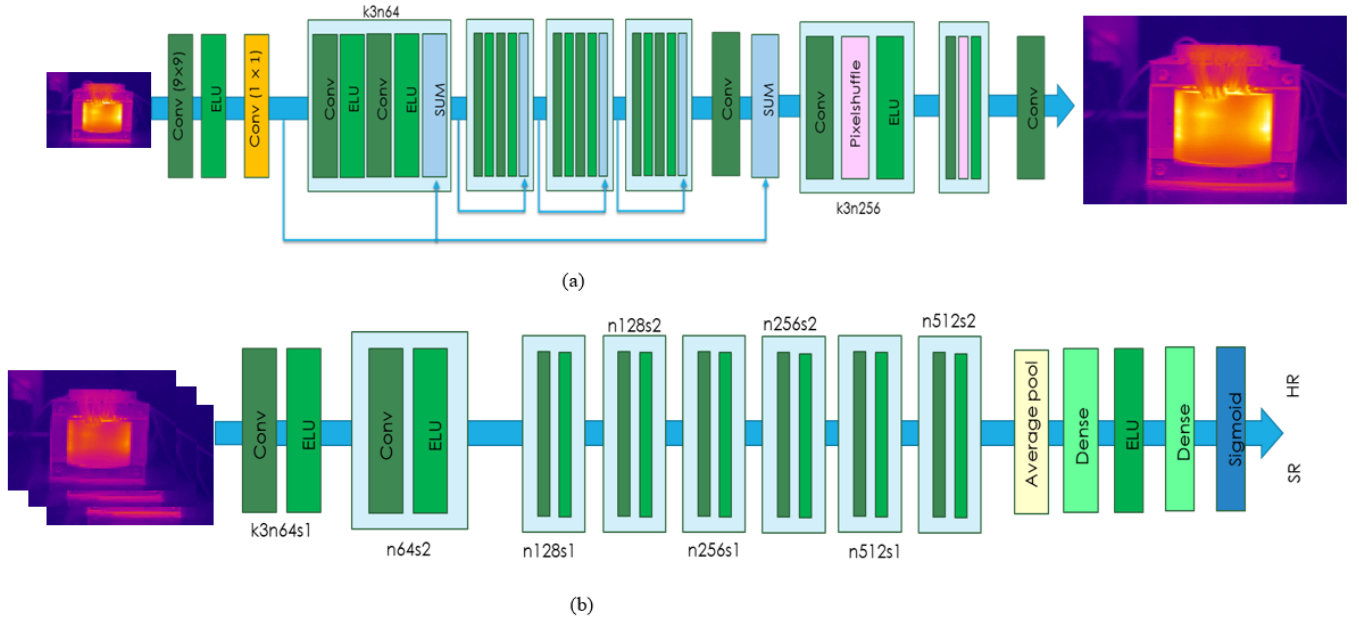 k3n64
Conv (9×9)
ELU
Conv (1 × 1)
Conv
ELU
Conv
ELU
SUM
Conv
SUM
Conv
Pixelshuffle
ELU
Conv
k3n256
(a)
n128s2
n256s2
n512s2
Conv
ELU
Conv
ELU
Average pool
Dense
ELU
Dense
Sigmoid
HR
SR
k3n64s1
n64s2
n128s1
n256s1
n512s1
(b)